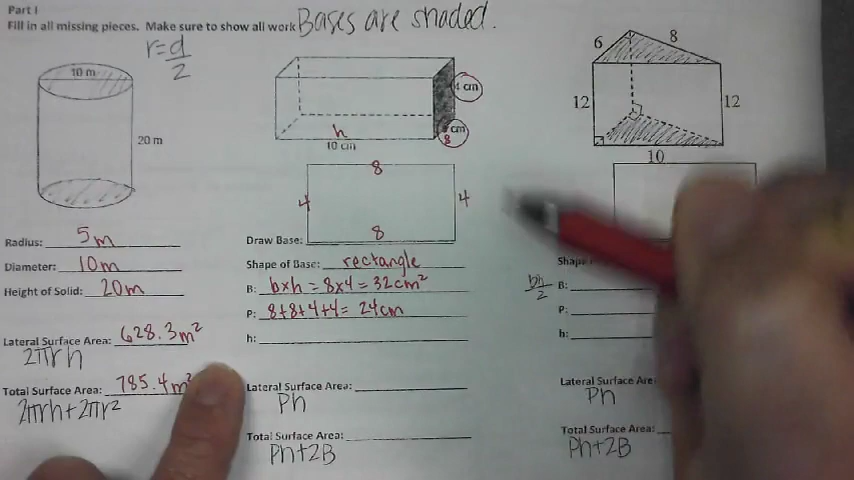 Part I
Fill in all missing pieces. Make sure to show all work Bases are shaded.
r=d/2
10 m
20 m
4 cm
8 cm
h
10 cm
6
8
12
12
10
8
4
4
8
Radius: 5m
Diameter: 10m
Height of Solid: 20m
Lateral Surface Area: 628.3m²
2πrh
Total Surface Area: 785.4m²
2πrh+2πr²
Draw Base:
Shape of Base: rectangle
B: bxh = 8x4 = 32cm²
P: 8+8+4+4= 24cm
h:
Lateral Surface Area:
Ph
Total Surface Area:
Ph+2B
Shape
bh/2 B:
P:
h:
Lateral Surface Are
Ph
Total Surface Area:
Ph+2B